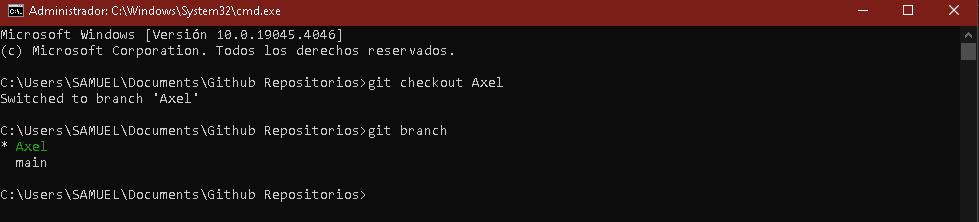 Administrador: C:\Windows\System32\cmd.exe
Microsoft Windows [Versión 10.0.19045.4046]
(c) Microsoft Corporation. Todos los derechos reservados.
C:\Users\SAMUEL\Documents\Github Repositorios>git checkout Axel
Switched to branch 'Axel'
C:\Users\SAMUEL\Documents\Github Repositorios>git branch
* Axel
  main
C:\Users\SAMUEL\Documents\Github Repositorios>